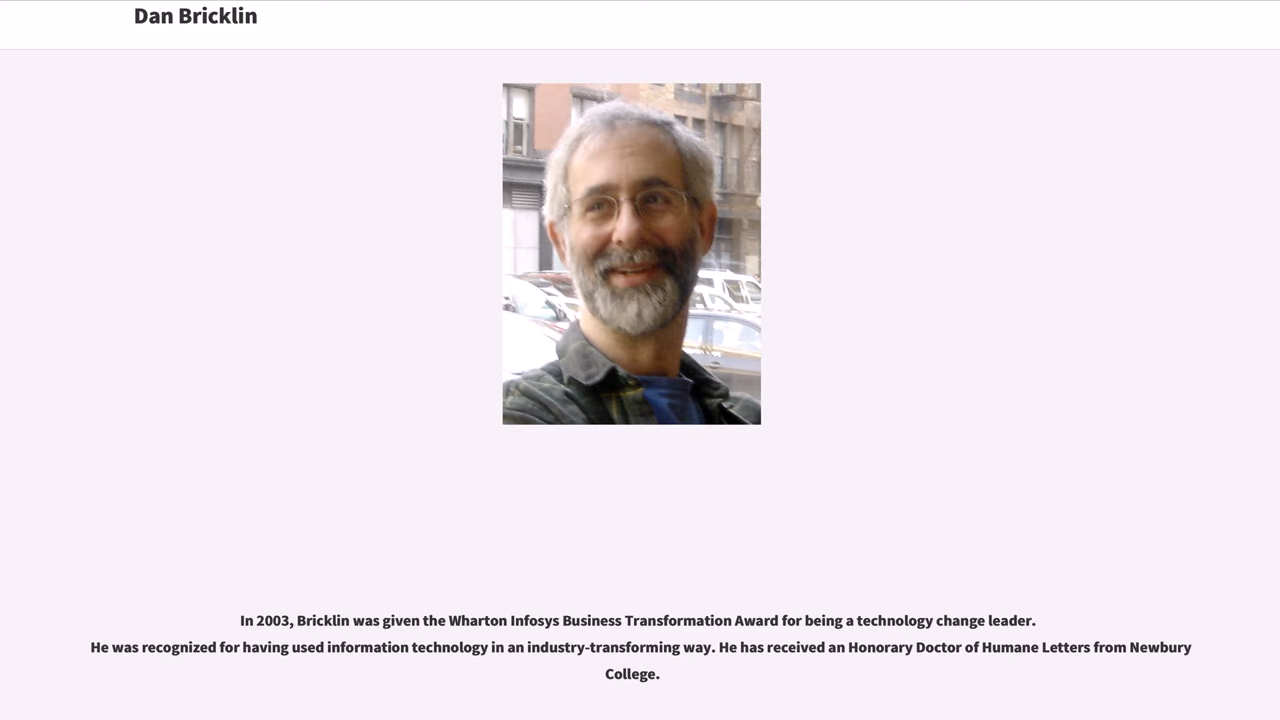 Dan Bricklin
In 2003, Bricklin was given the Wharton Infosys Business Transformation Award for being a technology change leader.
He was recognized for having used information technology in an industry-transforming way. He has received an Honorary Doctor of Humane Letters from Newbury
College.